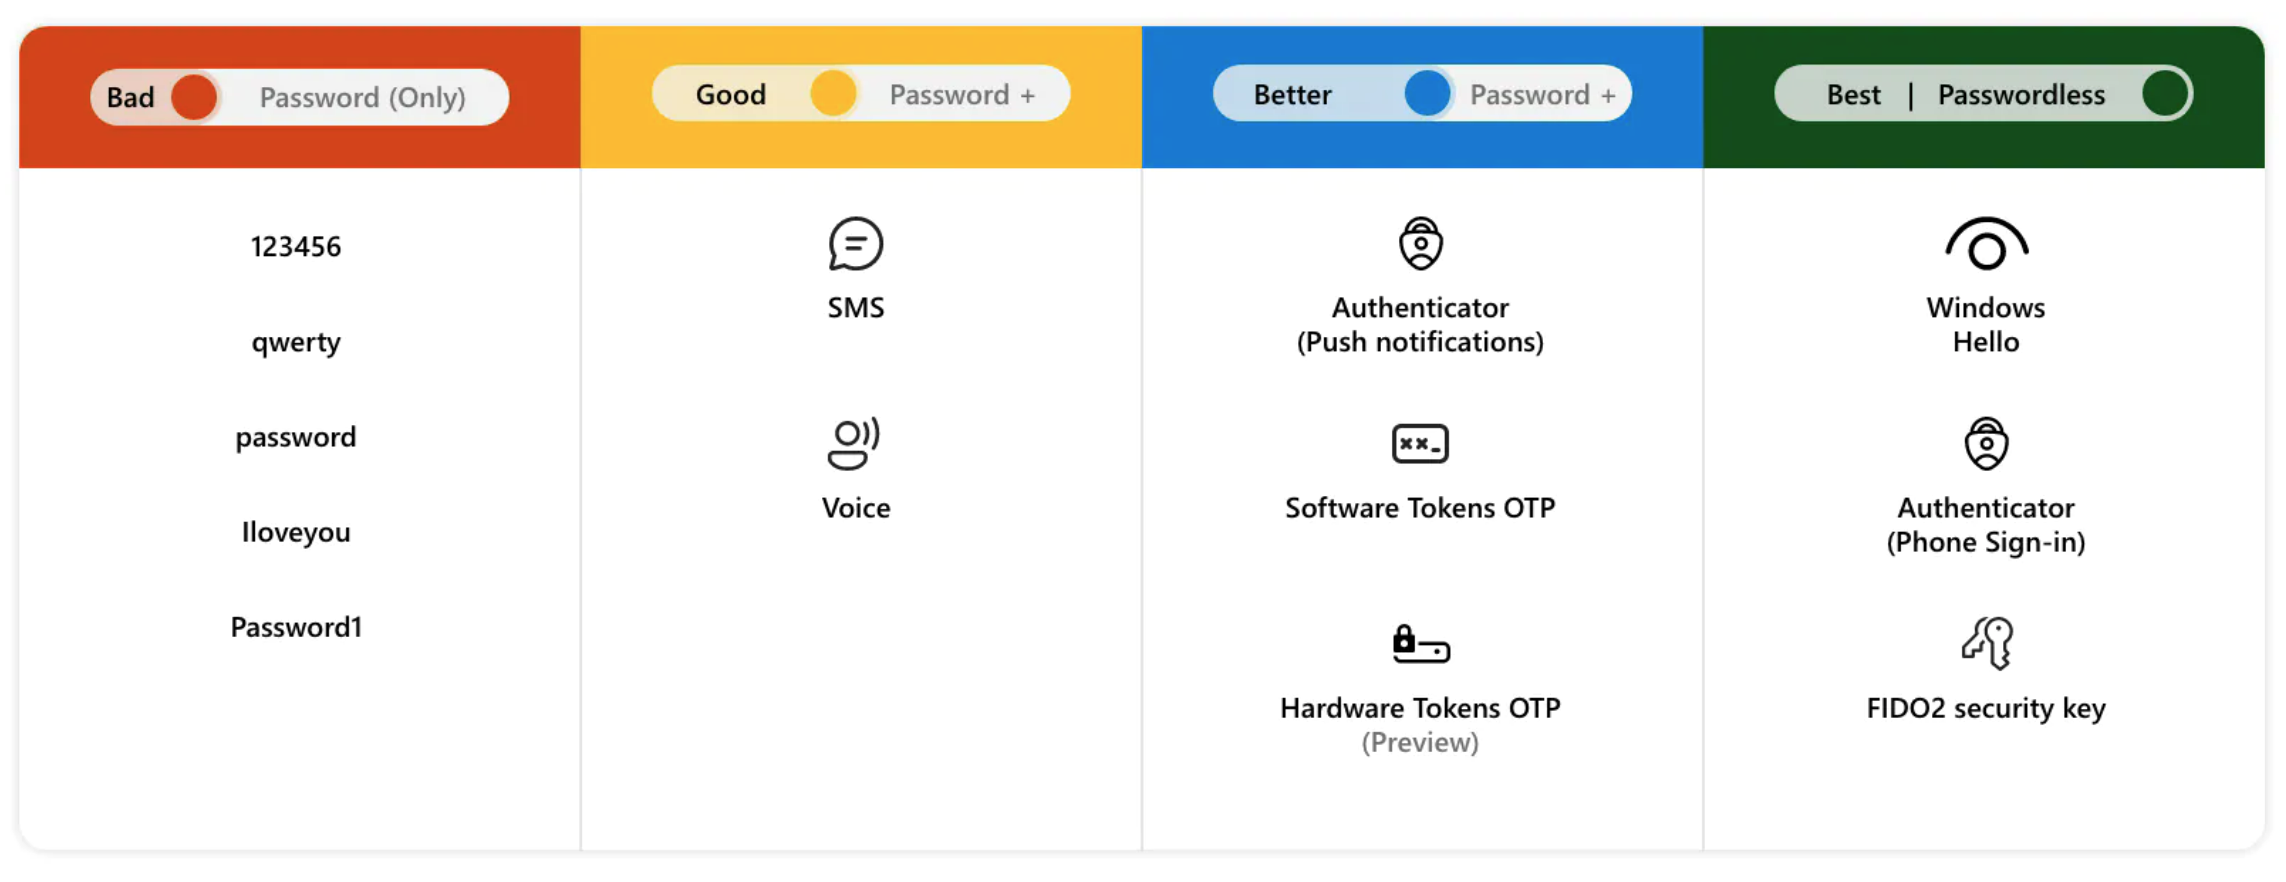 Bad Password (Only)
123456
qwerty
password
Iloveyou
Password1
Good Password +
SMS
Voice
Better Password +
Authenticator
(Push notifications)
xx_
Software Tokens OTP
Hardware Tokens OTP
(Preview)
Best | Passwordless
Windows
Hello
Authenticator
(Phone Sign-in)
FIDO2 security key